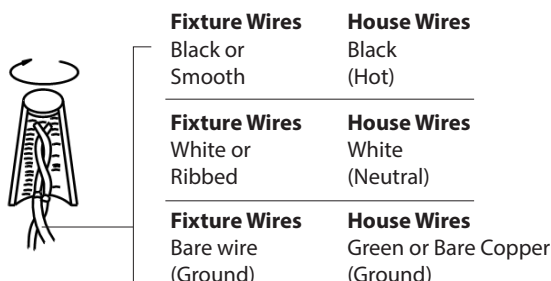 Fixture Wires House Wires
Black or Black
Smooth (Hot)
Fixture Wires House Wires
White or White
Ribbed (Neutral)
Fixture Wires House Wires
Bare wire Green or Bare Copper
(Ground) (Ground)